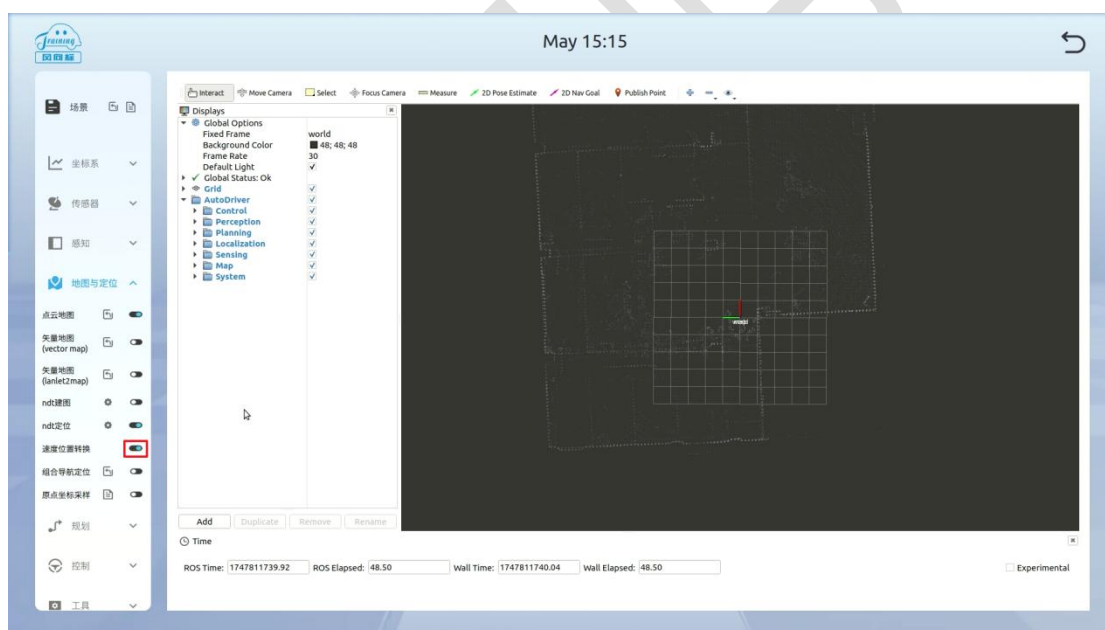 Training
May 15:15
场景
坐标系
传感器
感知
地图与定位
点云地图
矢量地图
(vector map)
矢量地图
(lanlet2map)
ndt建图
ndt定位
速度位置转换
组合导航定位
原点坐标采样
规划
控制
工具
Interact Move Camera Select Focus Camera Measure 2D Pose Estimate 2D Nav Goal Publish Point
Displays
Global Options
Fixed Frame world
Background Color 48; 48; 48
Frame Rate 30
Default Light
Global Status: Ok
Grid
AutoDriver
Control
Perception
Planning
Localization
Sensing
Map
System
Add Duplicate Remove Rename
Time
ROS Time: 1747811739.92 ROS Elapsed: 48.50 Wall Time: 1747811740.04 Wall Elapsed: 48.50 Experimental